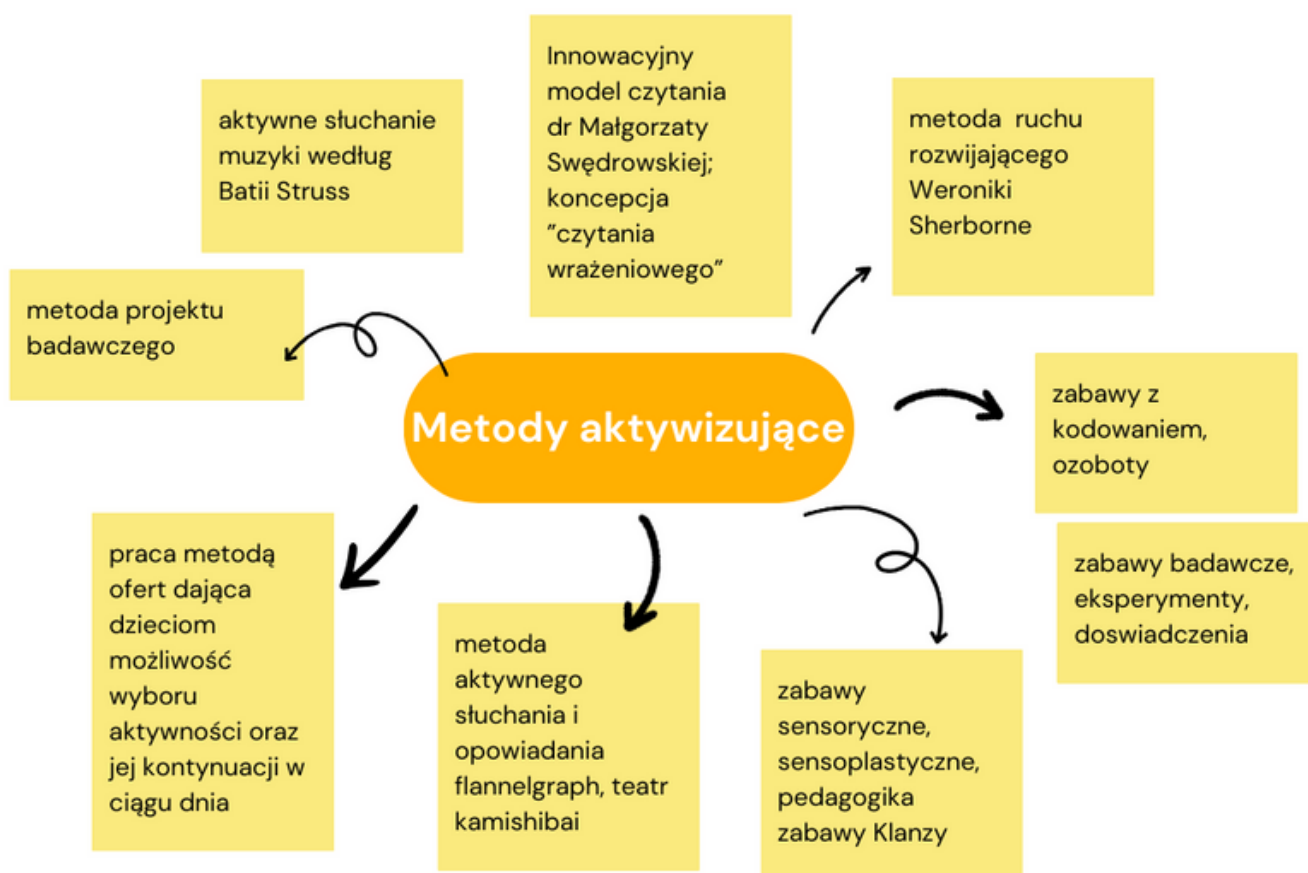 Innowacyjny
model czytania
dr Małgorzaty
Swędrowskiej;
koncepcja
”czytania
wrażeniowego”
aktywne słuchanie
muzyki według
Batii Struss
metoda ruchu
rozwijającego
Weroniki
Sherborne
metoda projektu
badawczego
Metody aktywizujące
zabawy z
kodowaniem,
ozoboty
praca metodą
ofert dająca
dzieciom
możliwość
wyboru
aktywności oraz
jej kontynuacji w
ciągu dnia
metoda
aktywnego
słuchania i
opowiadania
flannelgraph, teatr
kamishibai
zabawy
sensoryczne,
sensoplastyczne,
pedagogika
zabawy Klanzy
zabawy badawcze,
eksperymenty,
doswiadczenia